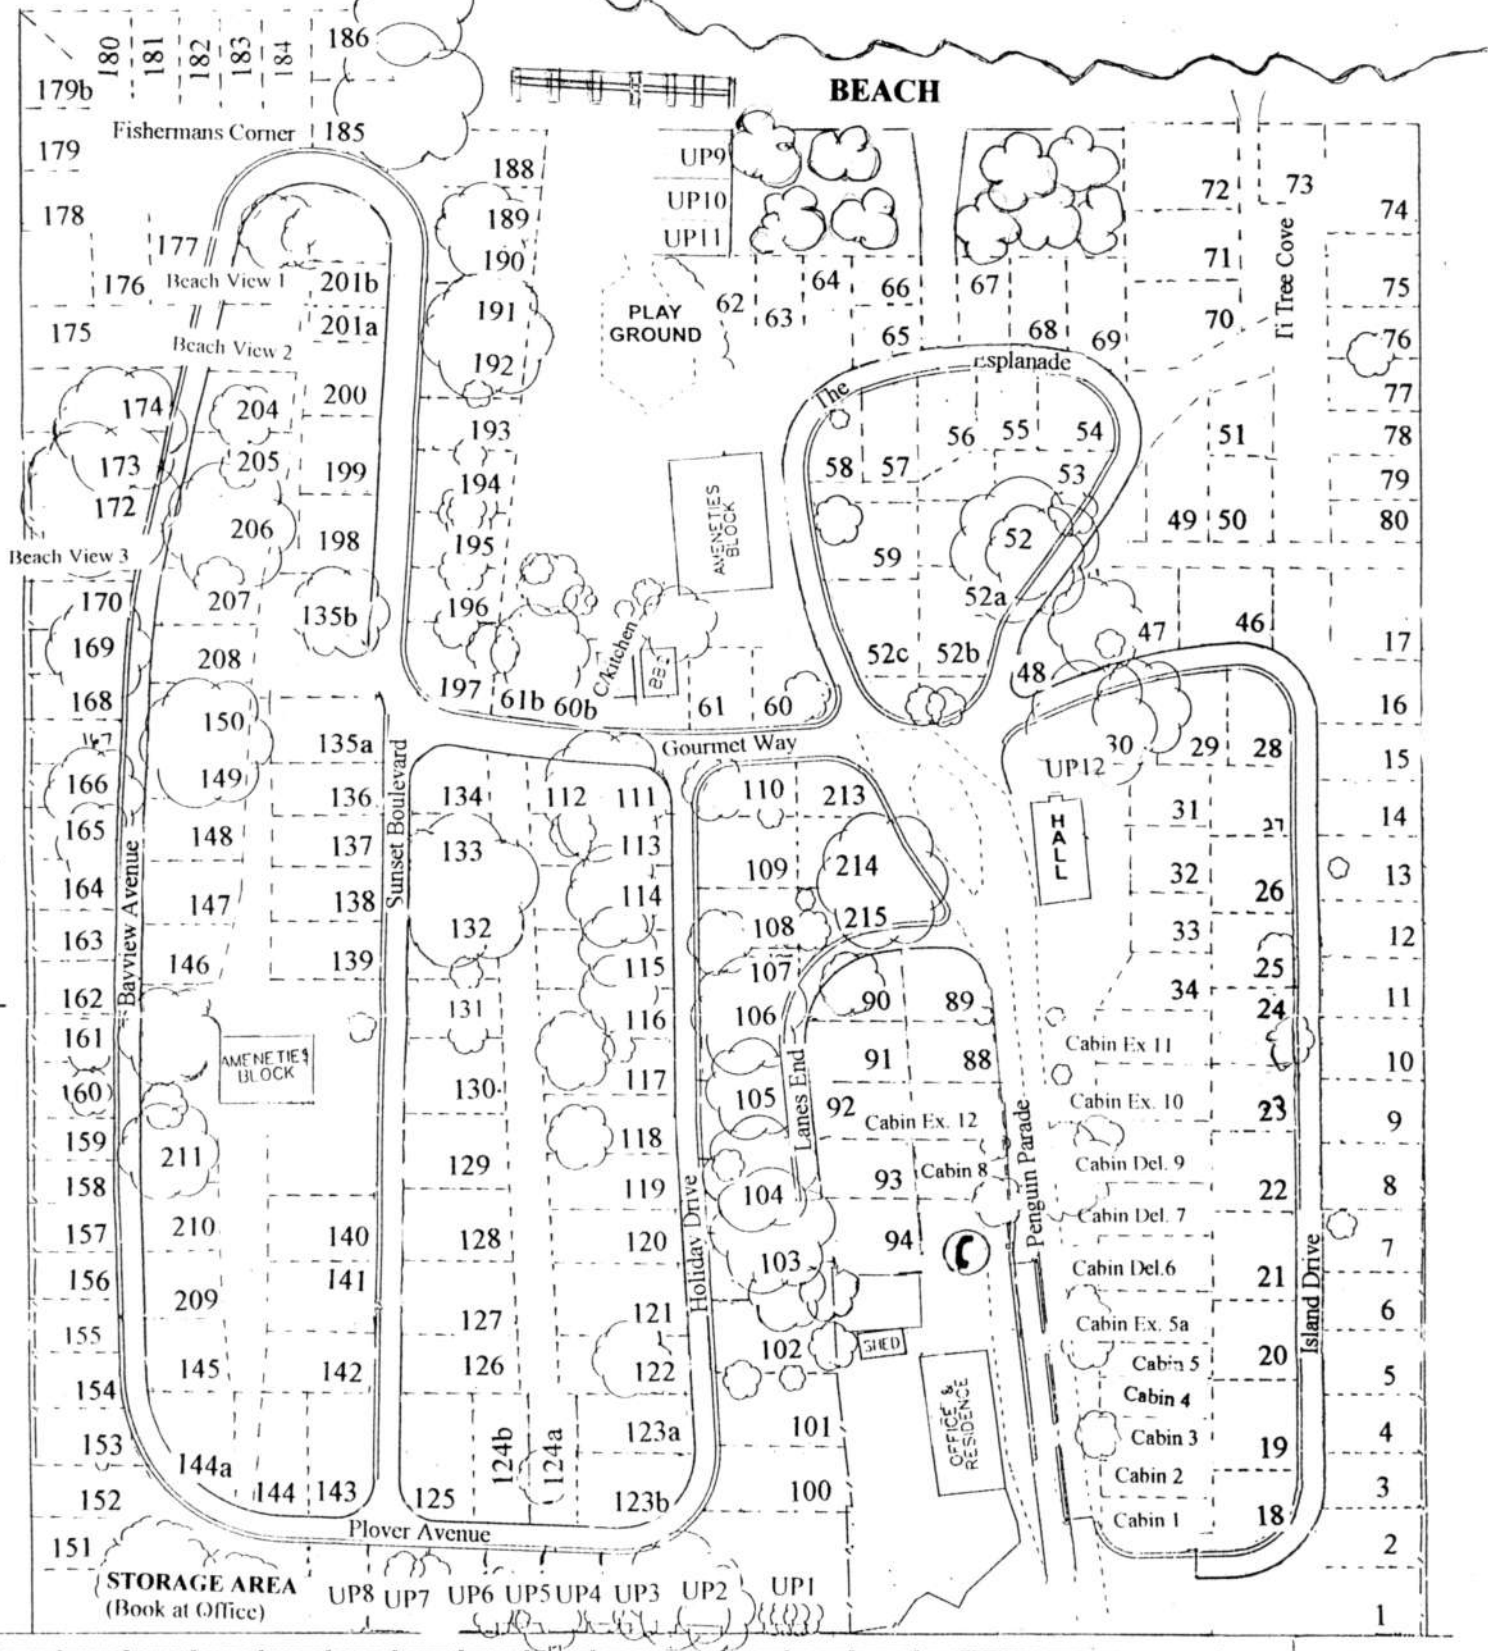 180
181
182
183
184
186
179b
BEACH
Fishermans Corner
185
179
188
UP9
72
73
178
189
UP10
74
177
190
UP11
71
Ti Tree Cove
176
Beach View 1
201b
191
PLAY
GROUND
62
63
64
66
67
75
175
201a
65
68
69
70
76
Beach View 2
192
The
Esplanade
77
174
204
200
193
56
55
54
51
78
173
205
199
194
AMENETIES
BLOCK
58
57
53
79
172
206
198
195
59
52
49
50
80
Beach View 3
170
207
135b
196
C/kitchen
52a
47
46
17
169
208
BBQ
52c
52b
48
168
197
61b
60b
61
60
16
167
150
135a
Gourmet Way
30
29
28
15
166
149
136
Sunset Boulevard
134
112
111
110
213
UP12
31
27
14
165
148
137
133
113
109
214
HALL
32
26
13
164
147
138
132
114
108
215
33
12
163
Bayview Avenue
146
139
115
107
25
162
131
116
106
90
89
34
24
11
161
AMENETIES
BLOCK
91
88
Cabin Ex 11
10
160
130
117
105
Lanes End
92
Cabin Ex. 12
Cabin Ex. 10
23
9
159
211
129
118
93
Cabin 8
Penguin Parade
Cabin Del. 9
158
119
104
22
8
157
210
140
128
120
Holiday Drive
103
94
Cabin Del. 7
7
156
209
141
127
121
Cabin Del.6
21
Island Drive
6
155
102
SHED
Cabin Ex. 5a
154
145
142
126
122
OFFICE &
RESIDENCE
Cabin 5
20
5
Cabin 4
153
124b
124a
123a
101
Cabin 3
19
4
144a
Cabin 2
3
152
144
143
125
123b
100
Cabin 1
18
Plover Avenue
151
2
STORAGE AREA
(Book at Office)
UP8
UP7
UP6
UP5
UP4
UP3
UP2
UP1
1